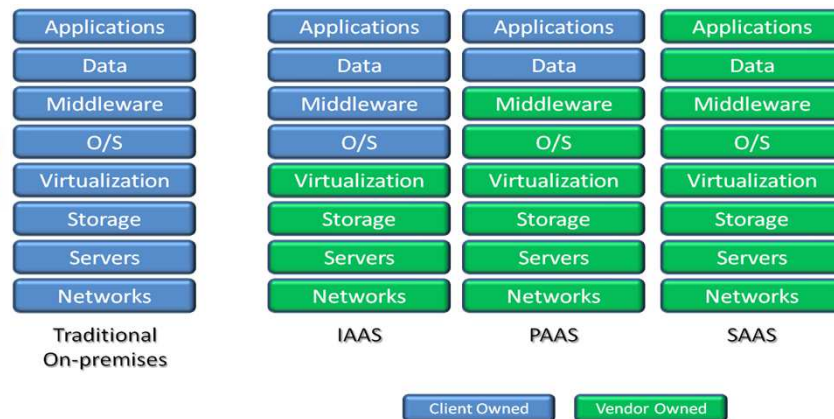 Applications Applications Applications Applications
Data Data Data Data
Middleware Middleware Middleware Middleware
O/S O/S O/S O/S
Virtualization Virtualization Virtualization Virtualization
Storage Storage Storage Storage
Servers Servers Servers Servers
Networks Networks Networks Networks
Traditional IAAS PAAS SAAS
On-premises
Client Owned Vendor Owned